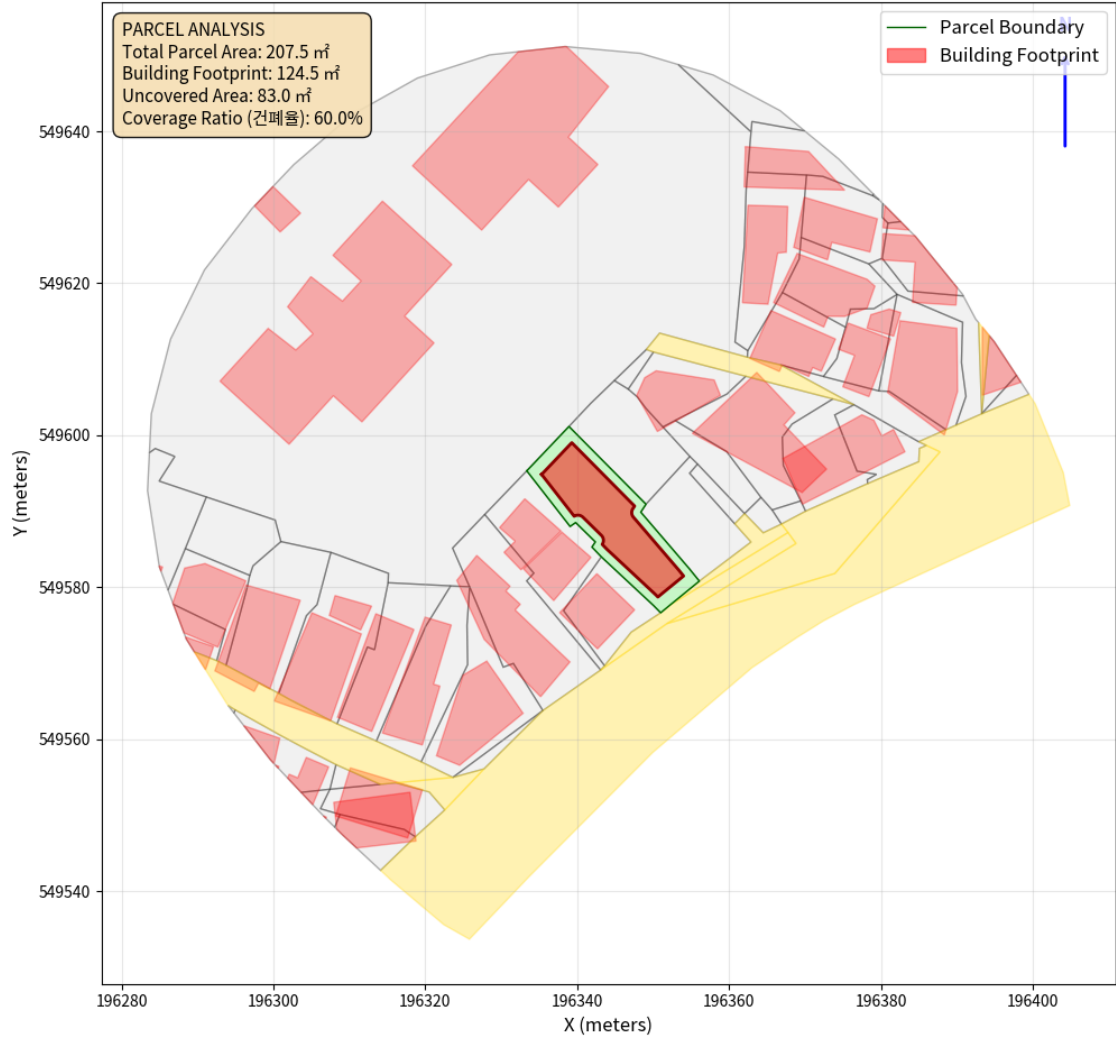 PARCEL ANALYSIS
Total Parcel Area: 207.5 ㎡
Building Footprint: 124.5 ㎡
Uncovered Area: 83.0 ㎡
Coverage Ratio (건폐율): 60.0%
Parcel Boundary
Building Footprint
N
549640
549620
549600
549580
549560
549540
Y (meters)
196280 196300 196320 196340 196360 196380 196400
X (meters)